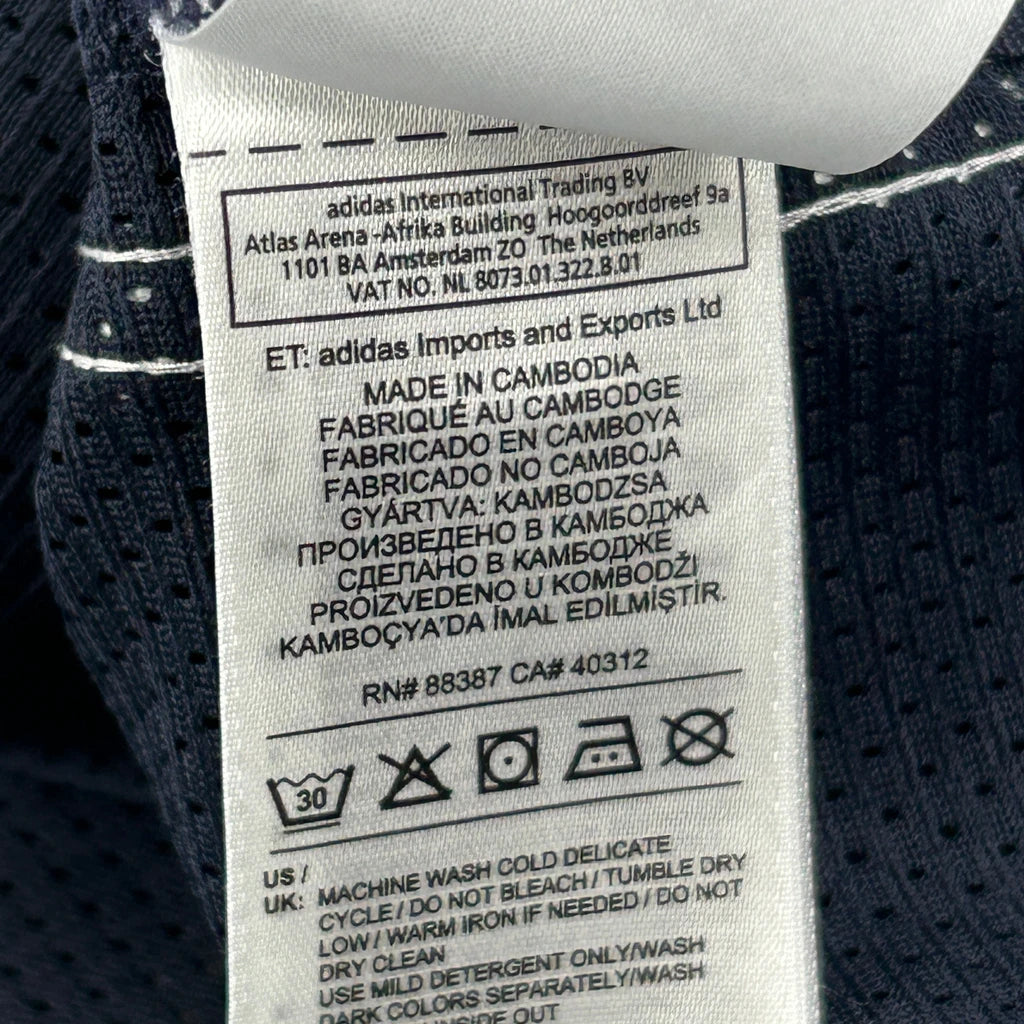 adidas International Trading BV
Atlas Arena -Afrika Building Hoogoorddreef 9a
1101 BA Amsterdam ZO The Netherlands
VAT NO. NL 8073.01.322.B.01
ET: adidas Imports and Exports Ltd
MADE IN CAMBODIA
FABRIQUÉ AU CAMBODGE
FABRICADO EN CAMBOYA
FABRICADO NO CAMBOJA
GYÁRTVA: KAMBODZSA
ПРОИЗВЕДЕНО В КАМБОДЖА
СДЕЛАНО В КАМБОДЖЕ
PROIZVEDENO U KOMBODŽI
KAMBOÇYA'DA İMAL EDİLMİŞTİR.
RN# 88387 CA# 40312
30
US /
UK: MACHINE WASH COLD DELICATE
CYCLE / DO NOT BLEACH / TUMBLE DRY
LOW / WARM IRON IF NEEDED / DO NOT
DRY CLEAN
USE MILD DETERGENT ONLY/WASH
DARK COLORS SEPARATELY/WASH
INSIDE OUT